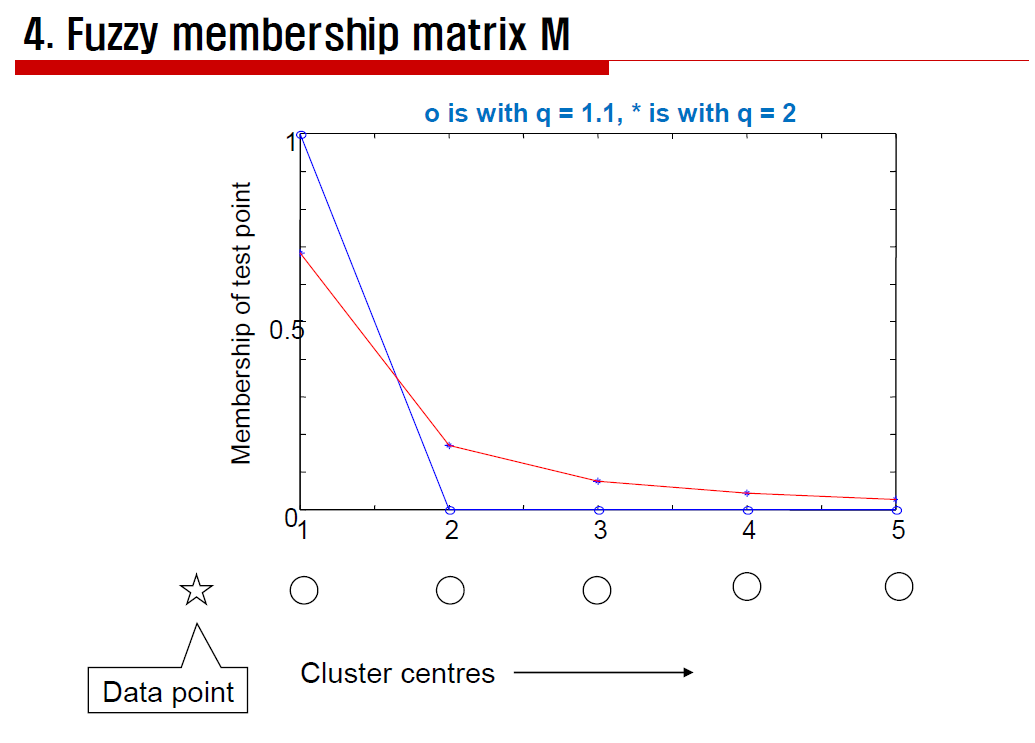 4. Fuzzy membership matrix M
o is with q = 1.1, * is with q = 2
Membership of test point
1
0.5
0
1 2 3 4 5
Data point
Cluster centres